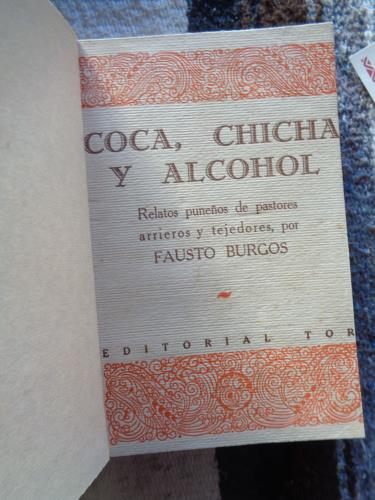 COCA, CHICHA
Y ALCOHOL
Relatos puneños de pastores
arrieros y tejedores, por
FAUSTO BURGOS
EDITORIAL TOR